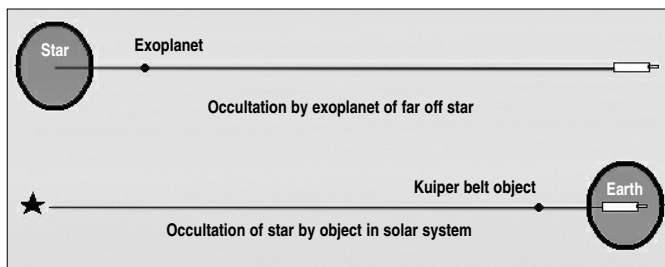 Star
Exoplanet
Occultation by exoplanet of far off star
Kuiper belt object
Earth
Occultation of star by object in solar system